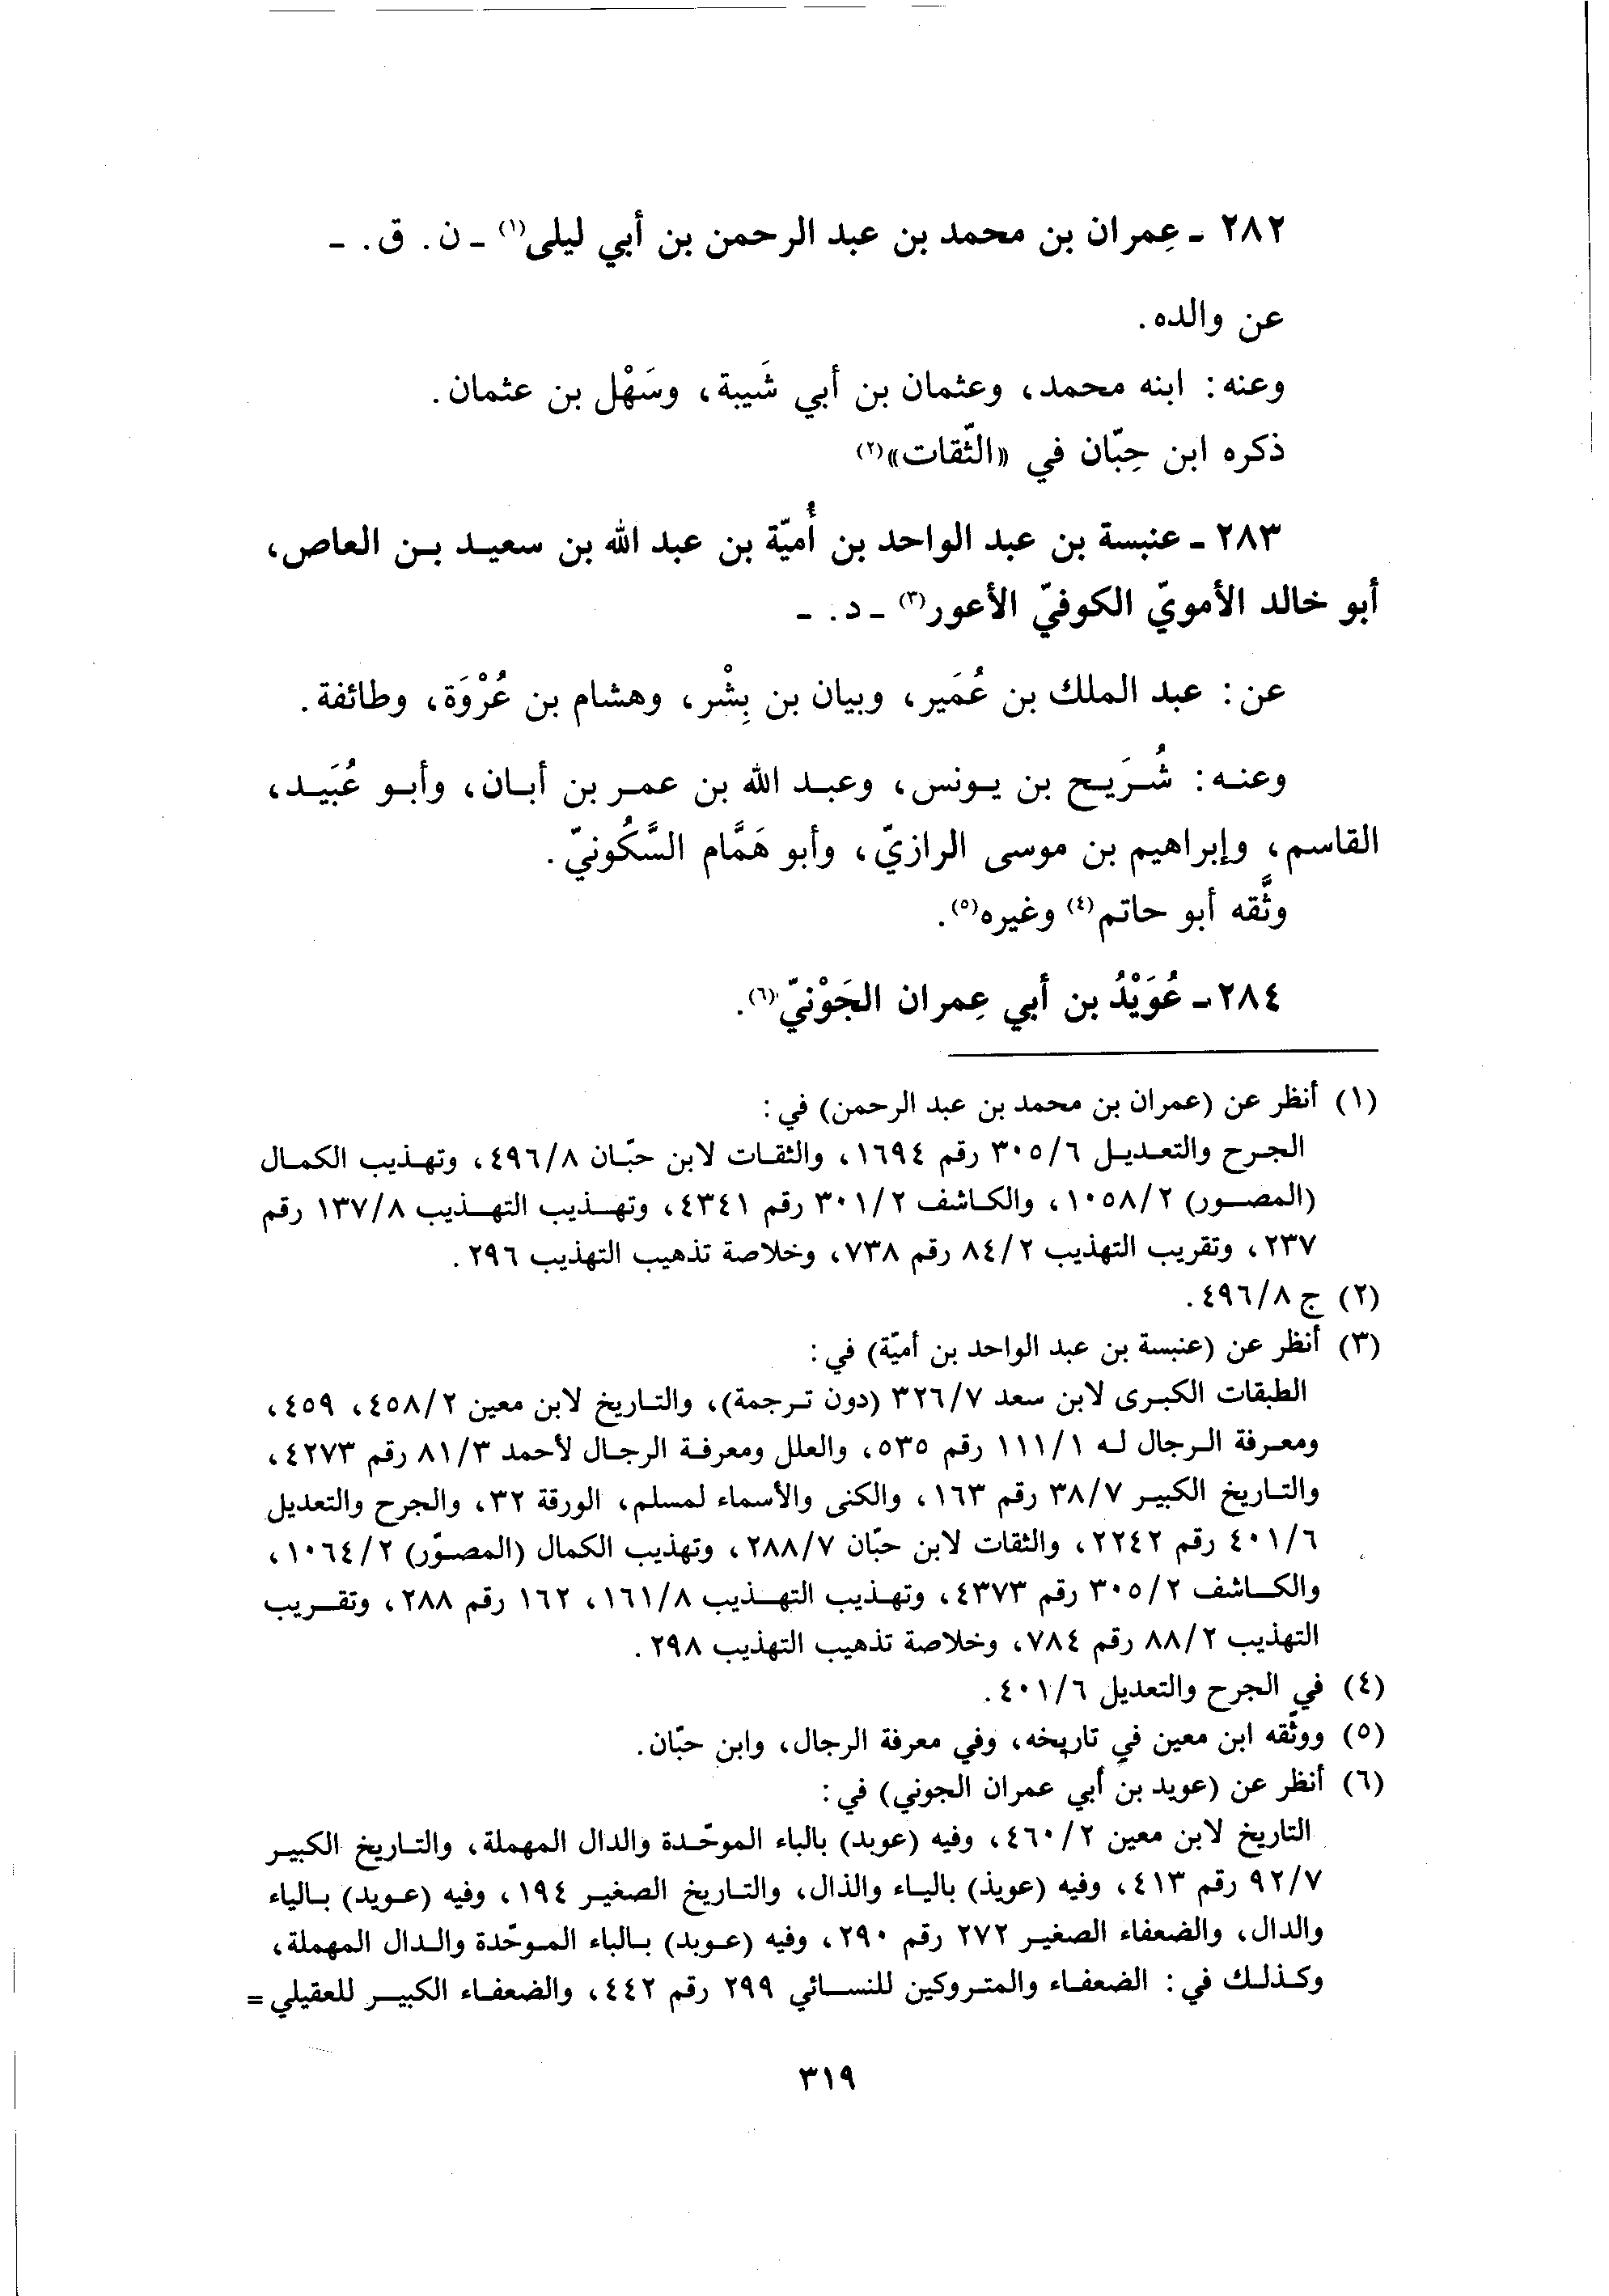 ٢٨٢ - عِمران بن محمد بن عبد الرحمن بن أبي ليلى(١) - ن. ق. -
عن والده.
وعنه: ابنه محمد، وعثمان بن أبي شَيبة، وسَهْل بن عثمان.
ذكره ابن حِبّان في «الثّقات»(٢)
٢٨٣ - عنبسة بن عبد الواحد بن أُميّة بن عبد الله بن سعيد بن العاص،
أبو خالد الأمويّ الكوفيّ الأعور(٣) - د. -
عن: عبد الملك بن عُمَير، وبيان بن بِشْر، وهشام بن عُرْوَة، وطائفة.
وعنه: شُرَيح بن يونس، وعبد الله بن عمر بن أبان، وأبو عُبَيد،
القاسم، وإبراهيم بن موسى الرازيّ، وأبو هَمَّام السَّكُونيّ.
وثَّقه أبو حاتم(٤) وغيره(٥).
٢٨٤ - عُوَيْدُ بن أبي عِمران الجَوْنيّ(٦).
(١) أنظر عن (عمران بن محمد بن عبد الرحمن) في:
الجرح والتعديل ٣٠٥/٦ رقم ١٦٩٤، والثقات لابن حبّان ٤٩٦/٨، وتهذيب الكمال
(المصور) ١٠٥٨/٢، والكاشف ٣٠١/٢ رقم ٤٣٤١، وتهذيب التهذيب ١٣٧/٨ رقم
٢٣٧، وتقريب التهذيب ٨٤/٢ رقم ٧٣٨، وخلاصة تذهيب التهذيب ٢٩٦.
(٢) ج ٤٩٦/٨.
(٣) أنظر عن (عنبسة بن عبد الواحد بن أميّة) في:
الطبقات الكبرى لابن سعد ٣٢٦/٧ (دون ترجمة)، والتاريخ لابن معين ٤٥٨/٢، ٤٥٩،
ومعرفة الرجال له ١١١/١ رقم ٥٣٥، والعلل ومعرفة الرجال لأحمد ٨١/٣ رقم ٤٢٧٣،
والتاريخ الكبير ٣٨/٧ رقم ١٦٣، والكنى والأسماء لمسلم، الورقة ٣٢، والجرح والتعديل
٤٠١/٦ رقم ٢٢٤٢، والثقات لابن حبّان ٢٨٨/٧، وتهذيب الكمال (المصوّر) ١٠٦٤/٢،
والكاشف ٣٠٥/٢ رقم ٤٣٧٣، وتهذيب التهذيب ١٦١/٨، ١٦٢ رقم ٢٨٨، وتقريب
التهذيب ٨٨/٢ رقم ٧٨٤، وخلاصة تذهيب التهذيب ٢٩٨.
(٤) في الجرح والتعديل ٤٠١/٦.
(٥) ووثّقه ابن معين في تاريخه، وفي معرفة الرجال، وابن حبّان.
(٦) أنظر عن (عويد بن أبي عمران الجوني) في:
التاريخ لابن معين ٤٦٠/٢، وفيه (عوبد) بالباء الموحّدة والدال المهملة، والتاريخ الكبير
٩٢/٧ رقم ٤١٣، وفيه (عويذ) بالياء والذال، والتاريخ الصغير ١٩٤، وفيه (عويد) بالياء
والدال، والضعفاء الصغير ٢٧٢ رقم ٢٩٠، وفيه (عوبد) بالباء الموحّدة والدال المهملة،
وكذلك في: الضعفاء والمتروكين للنسائي ٢٩٩ رقم ٤٤٢، والضعفاء الكبير للعقيلي =
٣١٩